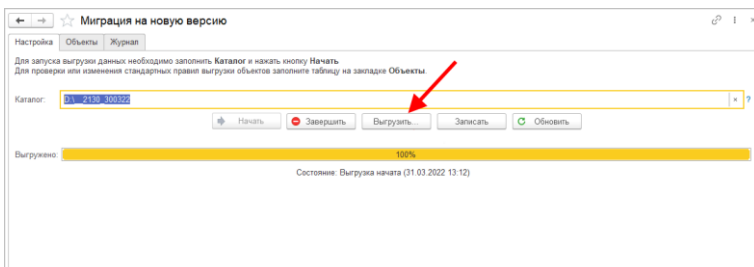 Миграция на новую версию
Настройка Объекты Журнал
Для запуска выгрузки данных необходимо заполнить Каталог и нажать кнопку Начать
Для проверки или изменения стандартных правил выгрузки объектов заполните таблицу на закладке Объекты.
Каталог: D:\__2130_300322 × ?
Начать Завершить Выгрузить... Записать Обновить
Выгружено: 100%
Состояние: Выгрузка начата (31.03.2022 13:12)